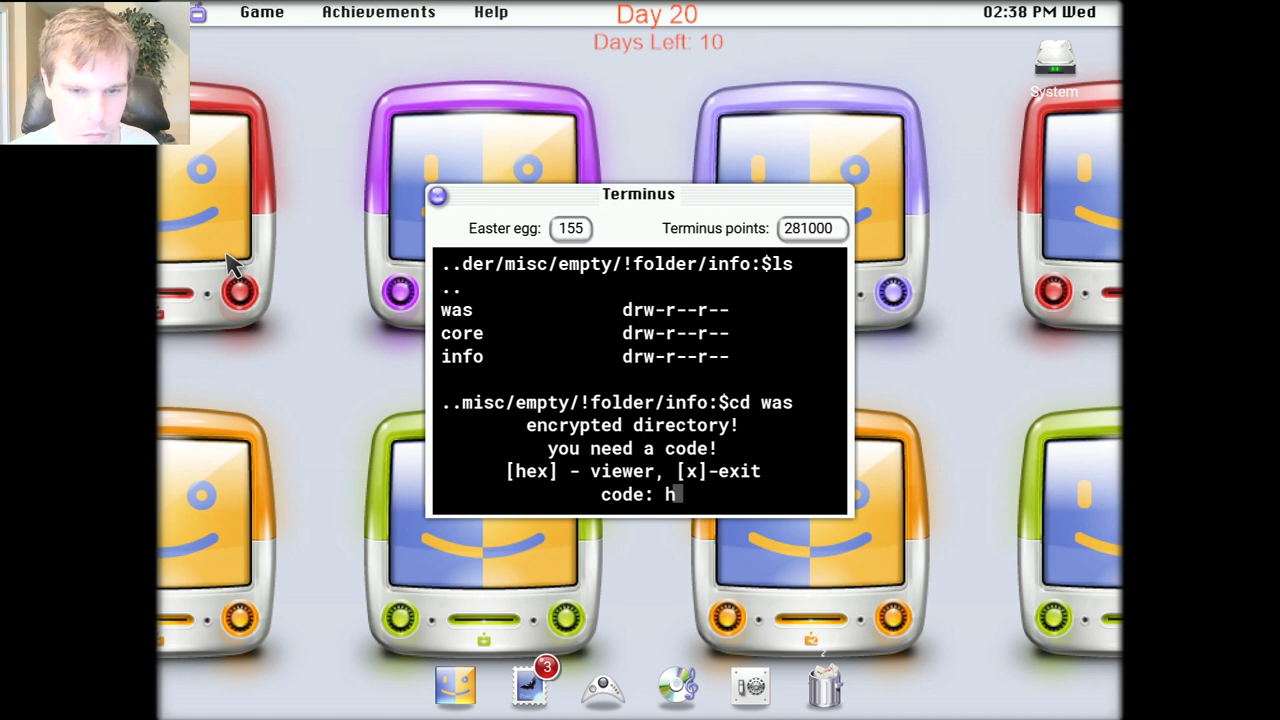 Game Achievements Help
Day 20
02:38 PM Wed
Days Left: 10
System
Terminus
Easter egg: 155 Terminus points: 281000
..der/misc/empty/!folder/info:$ls
..
was drw-r--r--
core drw-r--r--
info drw-r--r--
..misc/empty/!folder/info:$cd was
encrypted directory!
you need a code!
[hex] - viewer, [x]-exit
code: h
3